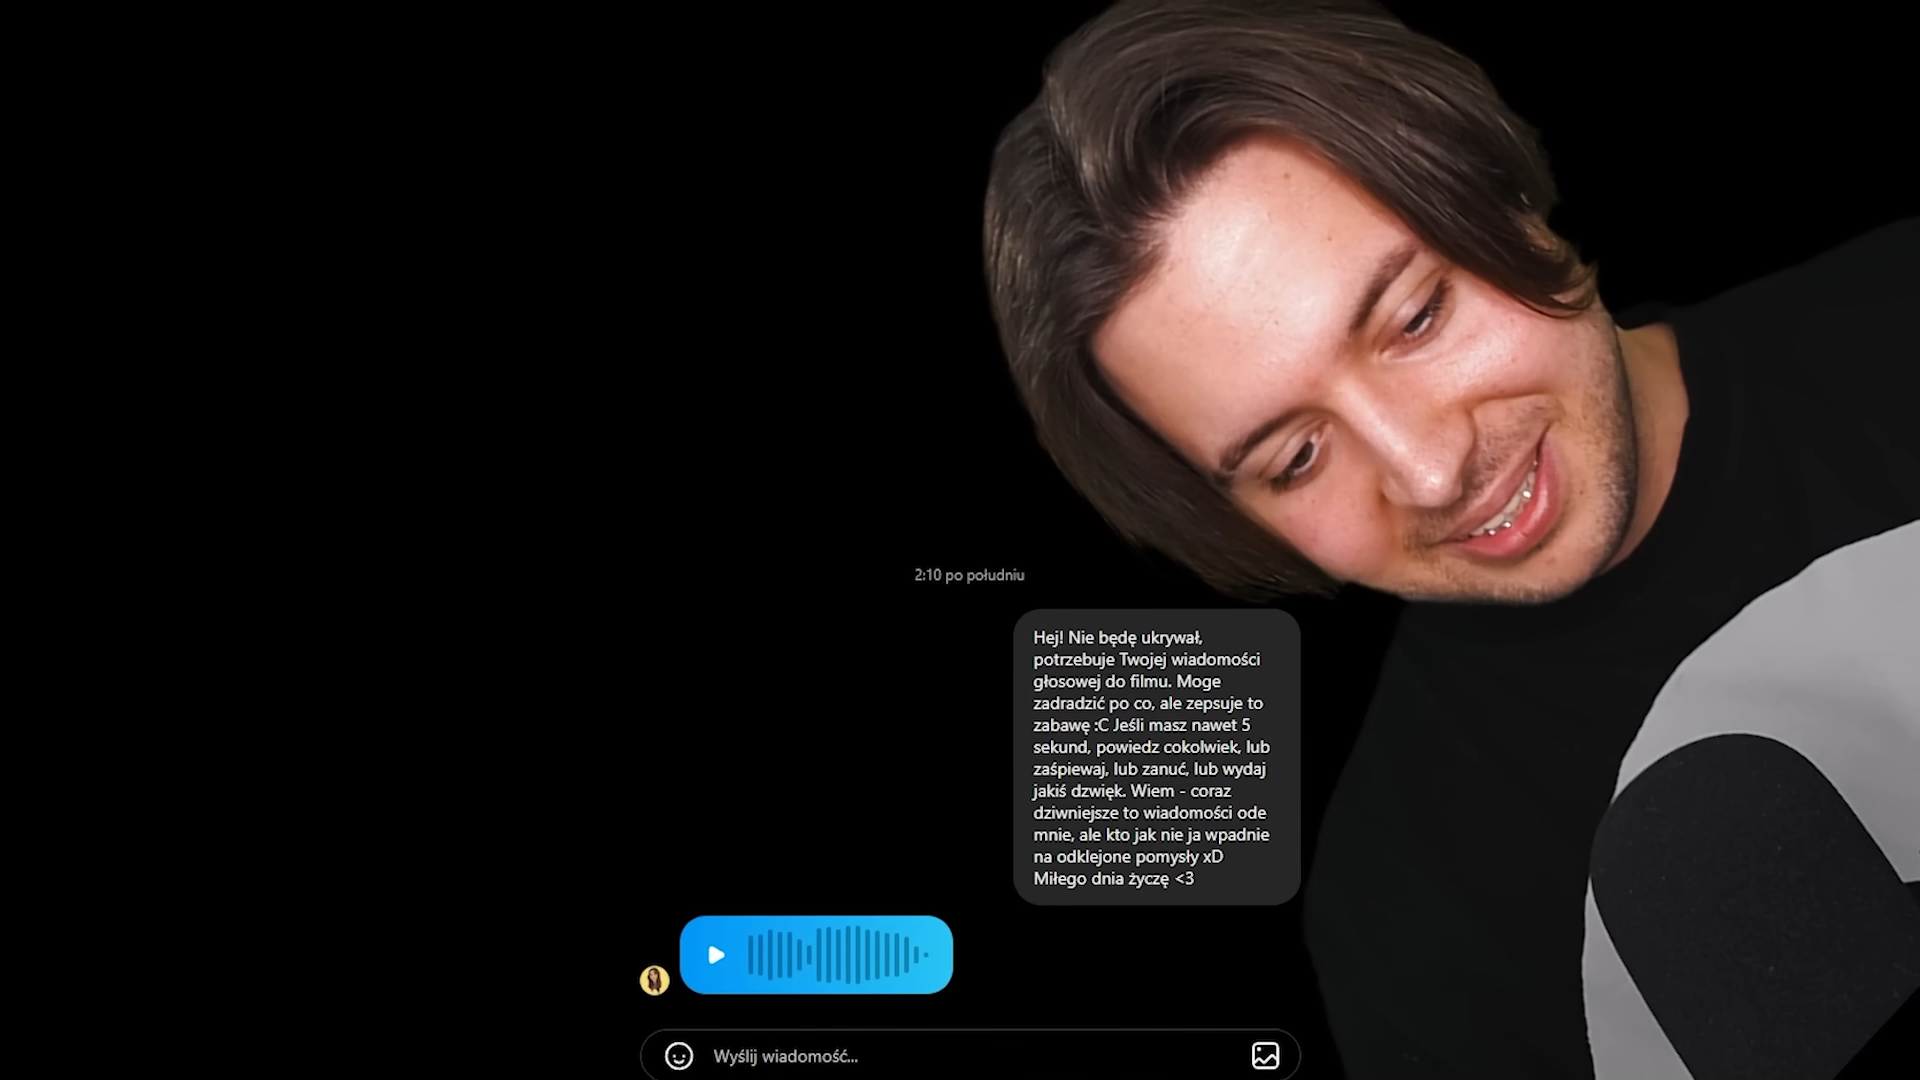 2:10 po południu
Hej! Nie będę ukrywał,
potrzebuje Twojej wiadomości
głosowej do filmu. Moge
zadradzić po co, ale zepsuje to
zabawę :C Jeśli masz nawet 5
sekund, powiedz cokolwiek, lub
zaśpiewaj, lub zanuć, lub wydaj
jakiś dzwięk. Wiem - coraz
dziwniejsze to wiadomości ode
mnie, ale kto jak nie ja wpadnie
na odklejone pomysły xD
Miłego dnia życzę <3
Wyślij wiadomość...